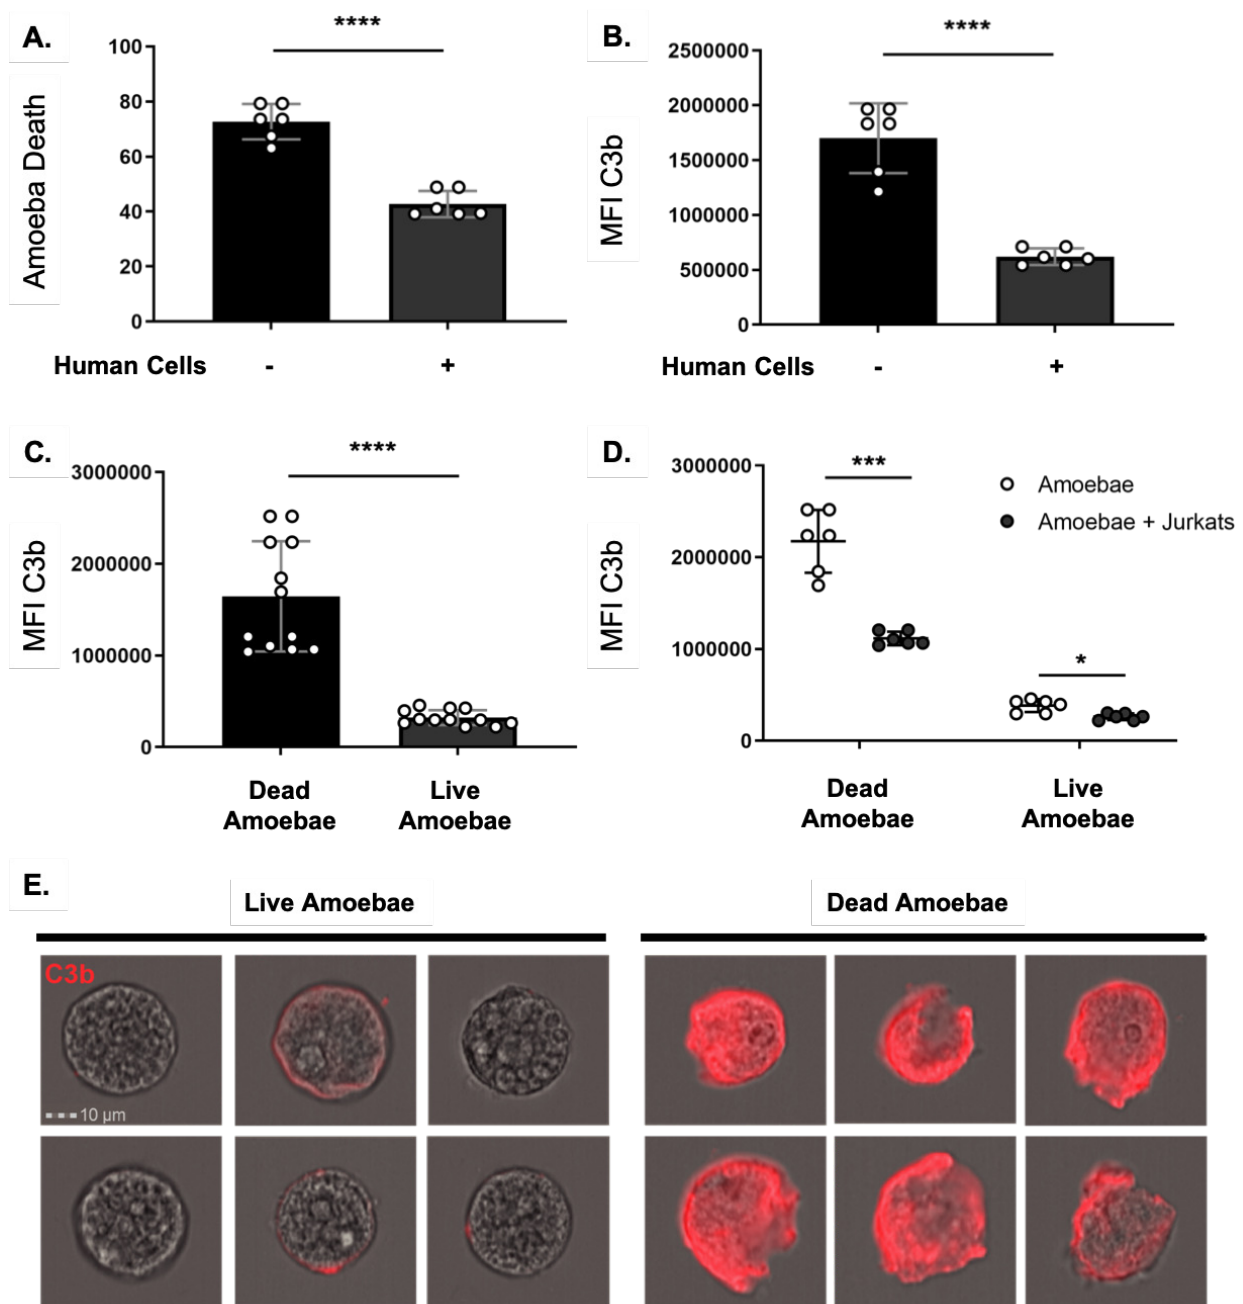 A.
Amoeba Death
100
80
60
40
20
0
****
Human Cells - +
B.
MFI C3b
2500000
2000000
1500000
1000000
500000
0
****
Human Cells - +
C.
MFI C3b
3000000
2000000
1000000
0
****
Dead Live
Amoebae Amoebae
D.
MFI C3b
3000000
2000000
1000000
0
***
*
Amoebae
Amoebae + Jurkats
Dead Live
Amoebae Amoebae
E.
Live Amoebae Dead Amoebae
C3b
10 µm